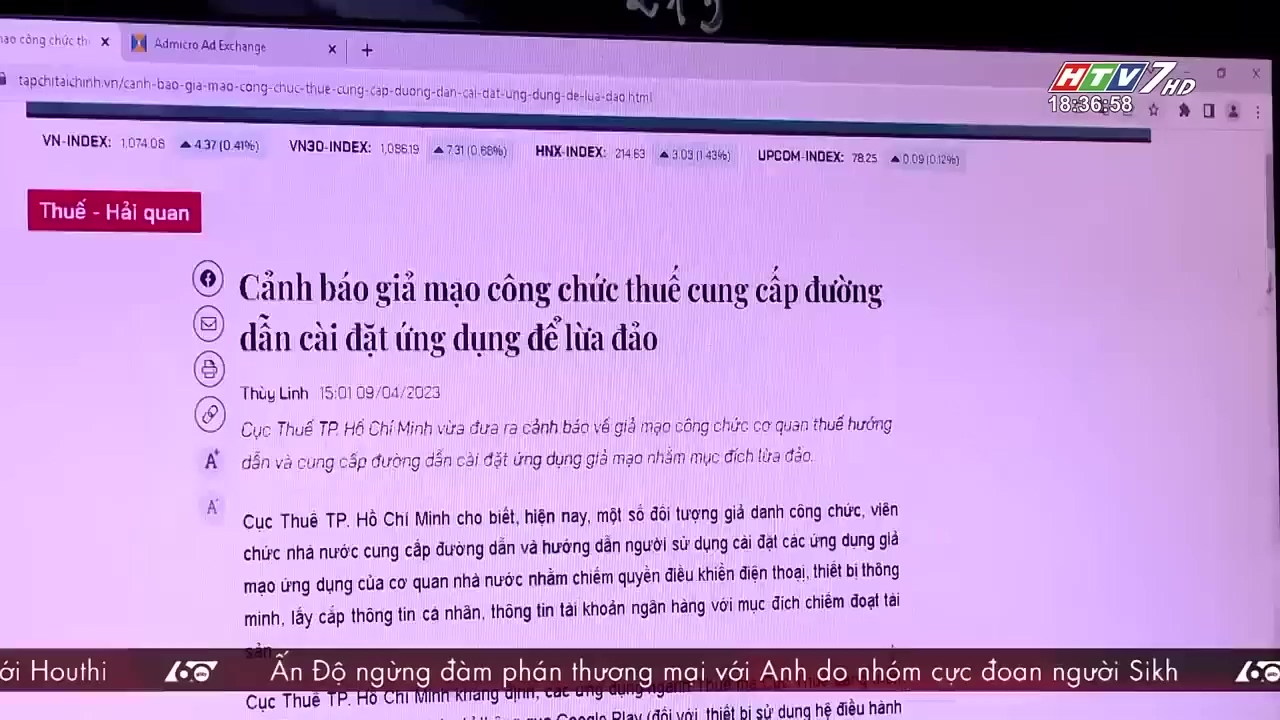 ạo công chức th
Admicro Ad Exchange
tapchitaichinh.vn/canh-bao-gia-mao-cong-chuc-thue-cung-cap-duong-dan-cai-dat-ung-dung-de-lua-dao.html
HTV7 HD
18:36:58
VN-INDEX: 1,074.08 4.37 (0.41%) VN30-INDEX: 1,086.19 7.31 (0.68%) HNX-INDEX: 214.63 3.03 (1.43%) UPCOM-INDEX: 78.25 0.09 (0.12%)
Thuế - Hải quan
Cảnh báo giả mạo công chức thuế cung cấp đường
dẫn cài đặt ứng dụng để lừa đảo
Thùy Linh 15:01 09/04/2023
Cục Thuế TP. Hồ Chí Minh vừa đưa ra cảnh báo về giả mạo công chức cơ quan thuế hướng
dẫn và cung cấp đường dẫn cài đặt ứng dụng giả mạo nhằm mục đích lừa đảo.
A+
A-
Cục Thuế TP. Hồ Chí Minh cho biết, hiện nay, một số đối tượng giả danh công chức, viên
chức nhà nước cung cấp đường dẫn và hướng dẫn người sử dụng cài đặt các ứng dụng giả
mạo ứng dụng của cơ quan nhà nước nhằm chiếm quyền điều khiển điện thoại, thiết bị thông
minh, lấy cắp thông tin cá nhân, thông tin tài khoản ngân hàng với mục đích chiếm đoạt tài
sản.
ới Houthi 60 Ấn Độ ngừng đàm phán thương mại với Anh do nhóm cực đoan người Sikh 60
Cục Thuế TP. Hồ Chí Minh khẳng định, các ứng dụng
Google Play (đối với thiết bị sử dụng hệ điều hành